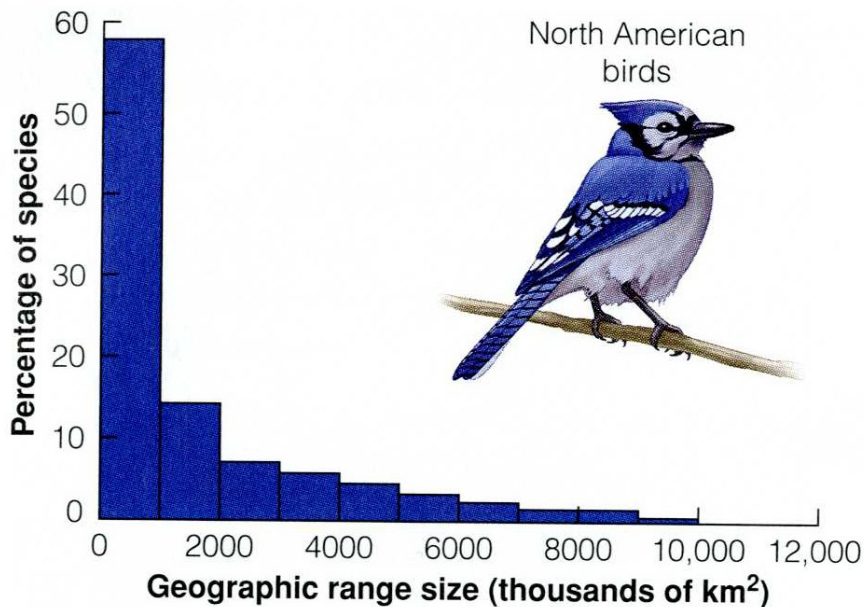 North American
birds
Percentage of species
60
50
40
30
20
10
0
0 2000 4000 6000 8000 10,000 12,000
Geographic range size (thousands of km²)